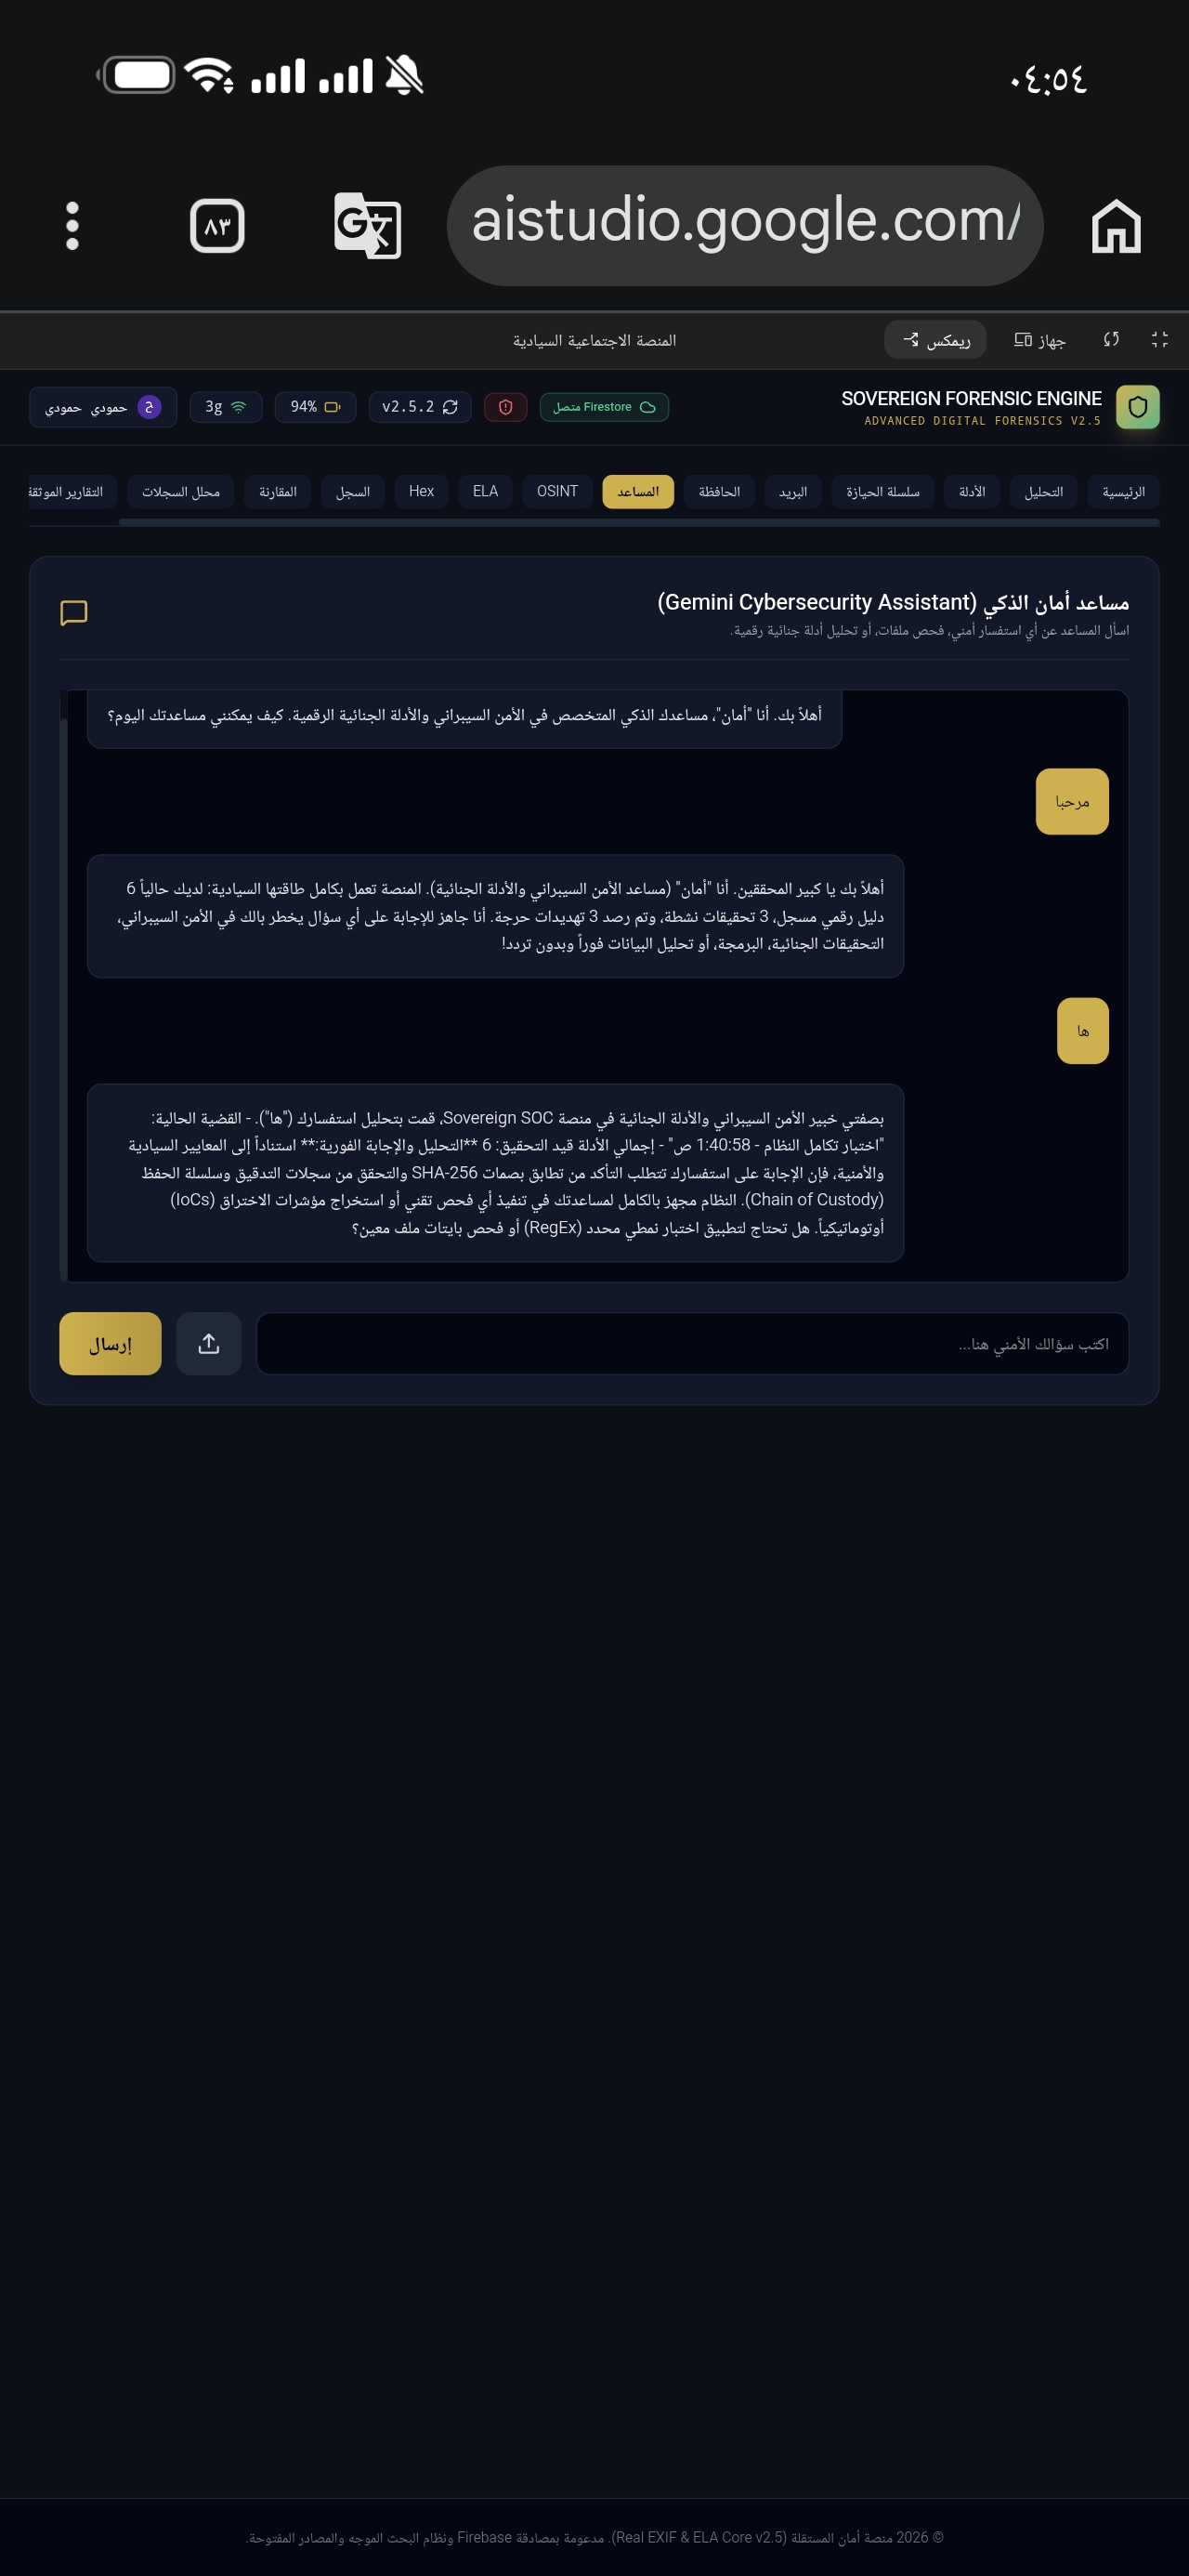 ٠٤:٥٤
٨٣
aistudio.google.com/
جهاز
ريمكس
المنصة الاجتماعية السيادية
SOVEREIGN FORENSIC ENGINE
ADVANCED DIGITAL FORENSICS V2.5
Firestore متصل
v2.5.2
94%
3g
ح
حمودي حمودي
الرئيسية
التحليل
الأدلة
سلسلة الحيازة
البريد
الحافظة
المساعد
OSINT
ELA
Hex
السجل
المقارنة
محلل السجلات
التقارير الموثقة
مساعد أمان الذكي (Gemini Cybersecurity Assistant)
اسأل المساعد عن أي استفسار أمني، فحص ملفات، أو تحليل أدلة جنائية رقمية.
أهلاً بك. أنا "أمان"، مساعدك الذكي المتخصص في الأمن السيبراني والأدلة الجنائية الرقمية. كيف يمكنني مساعدتك اليوم؟
مرحبا
أهلاً بك يا كبير المحققين. أنا "أمان" (مساعد الأمن السيبراني والأدلة الجنائية). المنصة تعمل بكامل طاقتها السيادية: لديك حالياً 6
دليل رقمي مسجل، 3 تحقيقات نشطة، وتم رصد 3 تهديدات حرجة. أنا جاهز للإجابة على أي سؤال يخطر بالك في الأمن السيبراني،
التحقيقات الجنائية، البرمجة، أو تحليل البيانات فوراً وبدون تردد!
ها
بصفتي خبير الأمن السيبراني والأدلة الجنائية في منصة Sovereign SOC، قمت بتحليل استفسارك ("ها"). - القضية الحالية:
"اختبار تكامل النظام - 1:40:58 ص" - إجمالي الأدلة قيد التحقيق: 6 **التحليل والإجابة الفورية:** استناداً إلى المعايير السيادية
والأمنية، فإن الإجابة على استفسارك تتطلب التأكد من تطابق بصمات SHA-256 والتحقق من سجلات التدقيق وسلسلة الحفظ
(Chain of Custody). النظام مجهز بالكامل لمساعدتك في تنفيذ أي فحص تقني أو استخراج مؤشرات الاختراق (IoCs)
أوتوماتيكياً. هل تحتاج لتطبيق اختبار نمطي محدد (RegEx) أو فحص بايتات ملف معين؟
اكتب سؤالك الأمني هنا...
إرسال
© 2026 منصة أمان المستقلة (Real EXIF & ELA Core v2.5). مدعومة بمصادقة Firebase ونظام البحث الموجه والمصادر المفتوحة.